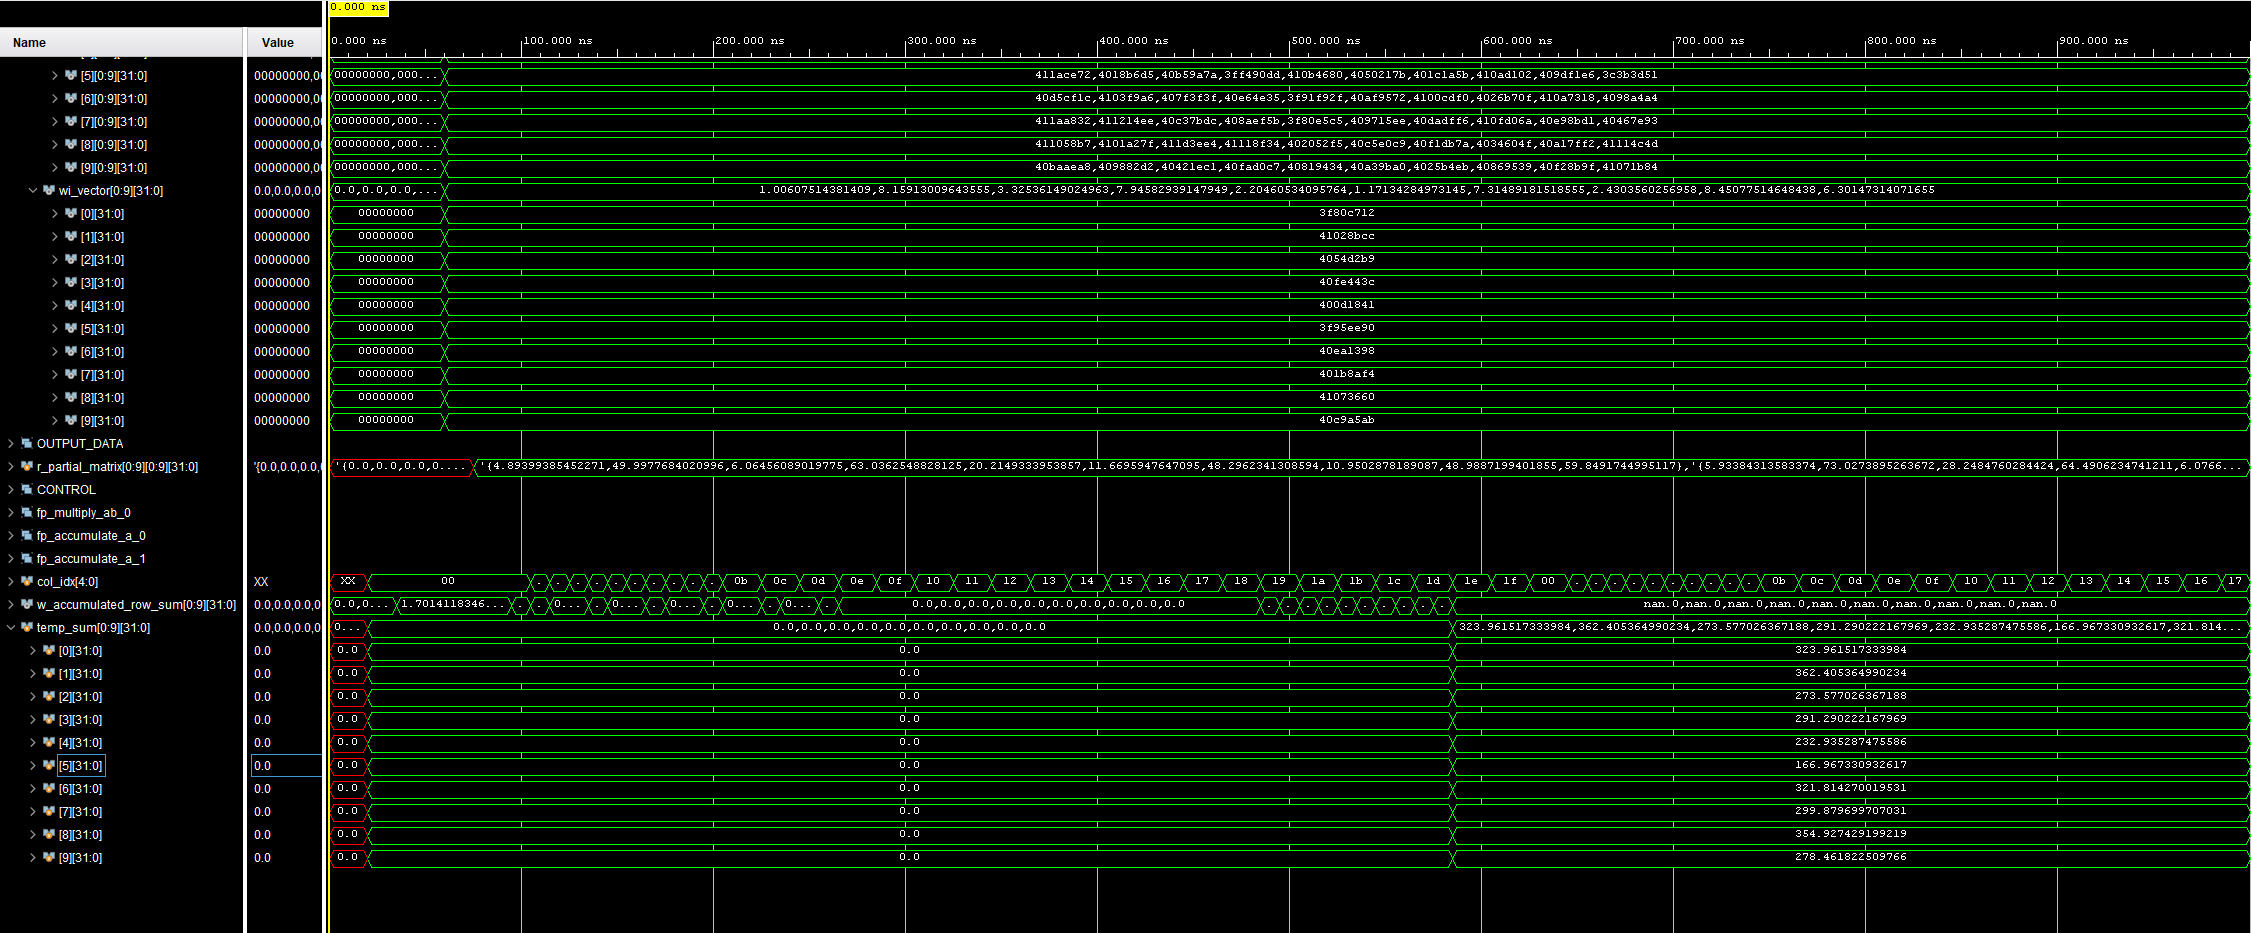 0.000 ns
Name Value 0.000 ns 100.000 ns 200.000 ns 300.000 ns 400.000 ns 500.000 ns 600.000 ns 700.000 ns 800.000 ns 900.000 ns
[5][0:9][31:0] 00000000,00 00000000,000... 411ace72,4018b6d5,40b59a7a,3ff490dd,410b4680,4050217b,401c1a5b,410ad102,409df1e6,3c3b3d51
[6][0:9][31:0] 00000000,00 00000000,000... 40d5cf1c,4103f9a6,407f3f3f,40e64e35,3f91f92f,40af9572,4100cdf0,4026b70f,410a7318,4098a4a4
[7][0:9][31:0] 00000000,00 00000000,000... 411aa832,411214ee,40c37bdc,408aef5b,3f80e5c5,409715ee,40dadff6,410fd06a,40e98bd1,40467e93
[8][0:9][31:0] 00000000,00 00000000,000... 411058b7,4101a27f,411d3ee4,41118f34,402052f5,40c5e0c9,40f1db7a,4034604f,40a17ff2,41114c4d
[9][0:9][31:0] 00000000,00 00000000,000... 40baaea8,409882d2,40421ec1,40fad0c7,40819434,40a39ba0,4025b4eb,40869539,40f28b9f,41071b84
wi_vector[0:9][31:0] 0.0,0.0,0.0,0.0 0.0,0.0,0.0,... 1.00607514381409,8.15913009643555,3.32536149024963,7.94582939147949,2.20460534095764,1.17134284973145,7.31489181518555,2.4303560256958,8.45077514648438,6.30147314071655
[0][31:0] 00000000 00000000 3f80c712
[1][31:0] 00000000 00000000 41028bcc
[2][31:0] 00000000 00000000 4054d2b9
[3][31:0] 00000000 00000000 40fe443c
[4][31:0] 00000000 00000000 400d1841
[5][31:0] 00000000 00000000 3f95ee90
[6][31:0] 00000000 00000000 40ea1398
[7][31:0] 00000000 00000000 401b8af4
[8][31:0] 00000000 00000000 41073660
[9][31:0] 00000000 00000000 40c9a5ab
OUTPUT_DATA
r_partial_matrix[0:9][0:9][31:0] '{0.0,0.0,0.0,0 '{0.0,0.0,0.0,0.... '{4.89399385452271,49.9977684020996,6.06456089019775,63.0362548828125,20.2149333953857,11.6695947647095,48.2962341308594,10.9502878189087,48.9887199401855,59.8491744995117},'{5.93384313583374,73.0273895263672,28.2484760284424,64.4906234741211,6.0766...
CONTROL
fp_multiply_ab_0
fp_accumulate_a_0
fp_accumulate_a_1
col_idx[4:0] XX XX 00 . . . . . . . . . . 0b 0c 0d 0e 0f 10 11 12 13 14 15 16 17 18 19 1a 1b 1c 1d 1e 1f 00 . . . . . . . . . . 0b 0c 0d 0e 0f 10 11 12 13 14 15 16 17
w_accumulated_row_sum[0:9][31:0] 0.0,0.0,0.0,0.0 0.0,0... 1.7014118346... . . 0... . 0... . 0... . 0... . 0... . 0.0,0.0,0.0,0.0,0.0,0.0,0.0,0.0,0.0,0.0 . . . . . . . . . . nan.0,nan.0,nan.0,nan.0,nan.0,nan.0,nan.0,nan.0,nan.0,nan.0
temp_sum[0:9][31:0] 0.0,0.0,0.0,0.0 0... 0.0,0.0,0.0,0.0,0.0,0.0,0.0,0.0,0.0,0.0 323.961517333984,362.405364990234,273.577026367188,291.290222167969,232.935287475586,166.967330932617,321.814...
[0][31:0] 0.0 0.0 0.0 323.961517333984
[1][31:0] 0.0 0.0 0.0 362.405364990234
[2][31:0] 0.0 0.0 0.0 273.577026367188
[3][31:0] 0.0 0.0 0.0 291.290222167969
[4][31:0] 0.0 0.0 0.0 232.935287475586
[5][31:0] 0.0 0.0 0.0 166.967330932617
[6][31:0] 0.0 0.0 0.0 321.814270019531
[7][31:0] 0.0 0.0 0.0 299.879699707031
[8][31:0] 0.0 0.0 0.0 354.927429199219
[9][31:0] 0.0 0.0 0.0 278.461822509766